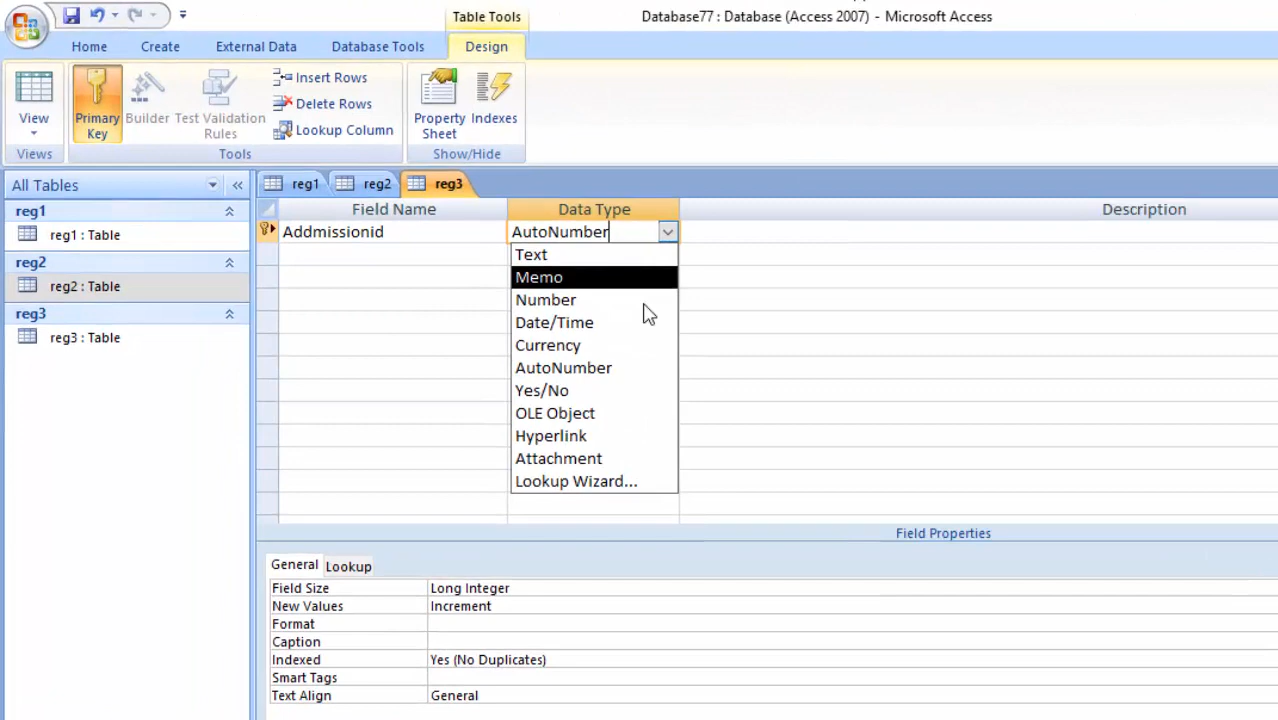 Table Tools
Database77 : Database (Access 2007) - Microsoft Access
Home Create External Data Database Tools Design
View
Primary Key
Builder
Test Validation Rules
Insert Rows
Delete Rows
Lookup Column
Property Sheet
Indexes
Views Tools Show/Hide
All Tables «
reg1 reg2 reg3
reg1
reg1 : Table
reg2
reg2 : Table
reg3
reg3 : Table
Field Name Data Type Description
Addmissionid AutoNumber
Text
Memo
Number
Date/Time
Currency
AutoNumber
Yes/No
OLE Object
Hyperlink
Attachment
Lookup Wizard...
Field Properties
General Lookup
Field Size Long Integer
New Values Increment
Format
Caption
Indexed Yes (No Duplicates)
Smart Tags
Text Align General